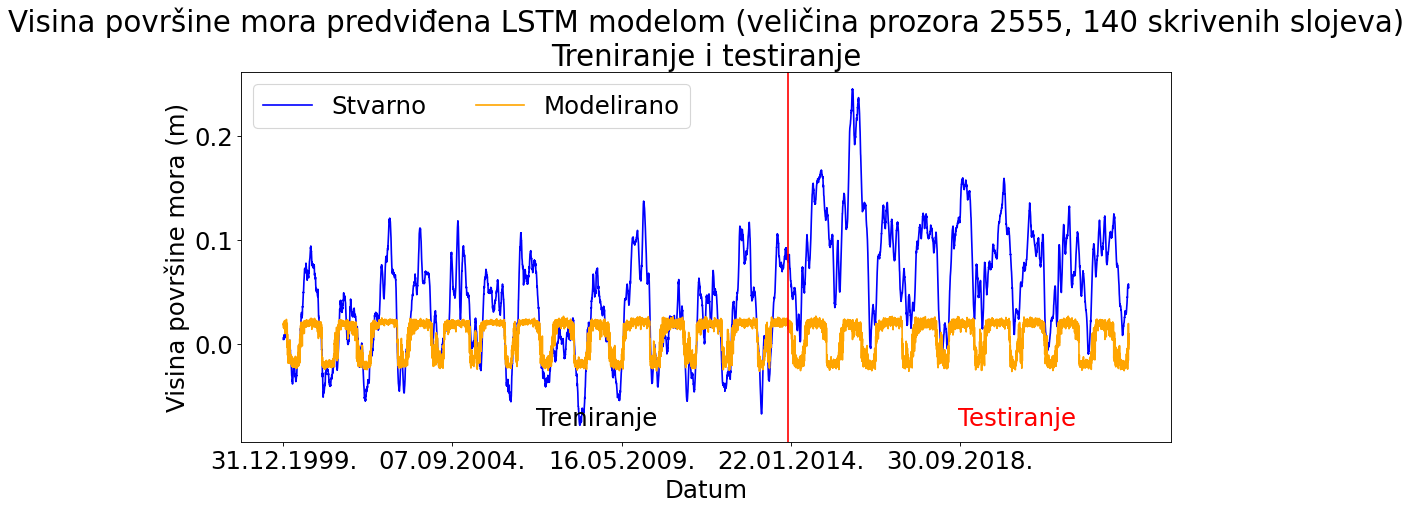 Visina površine mora predviđena LSTM modelom (veličina prozora 2555, 140 skrivenih slojeva)
Treniranje i testiranje
Stvarno
Modelirano
Visina površine mora (m)
0.2
0.1
0.0
Treniranje
Testiranje
31.12.1999.
07.09.2004.
16.05.2009.
22.01.2014.
30.09.2018.
Datum